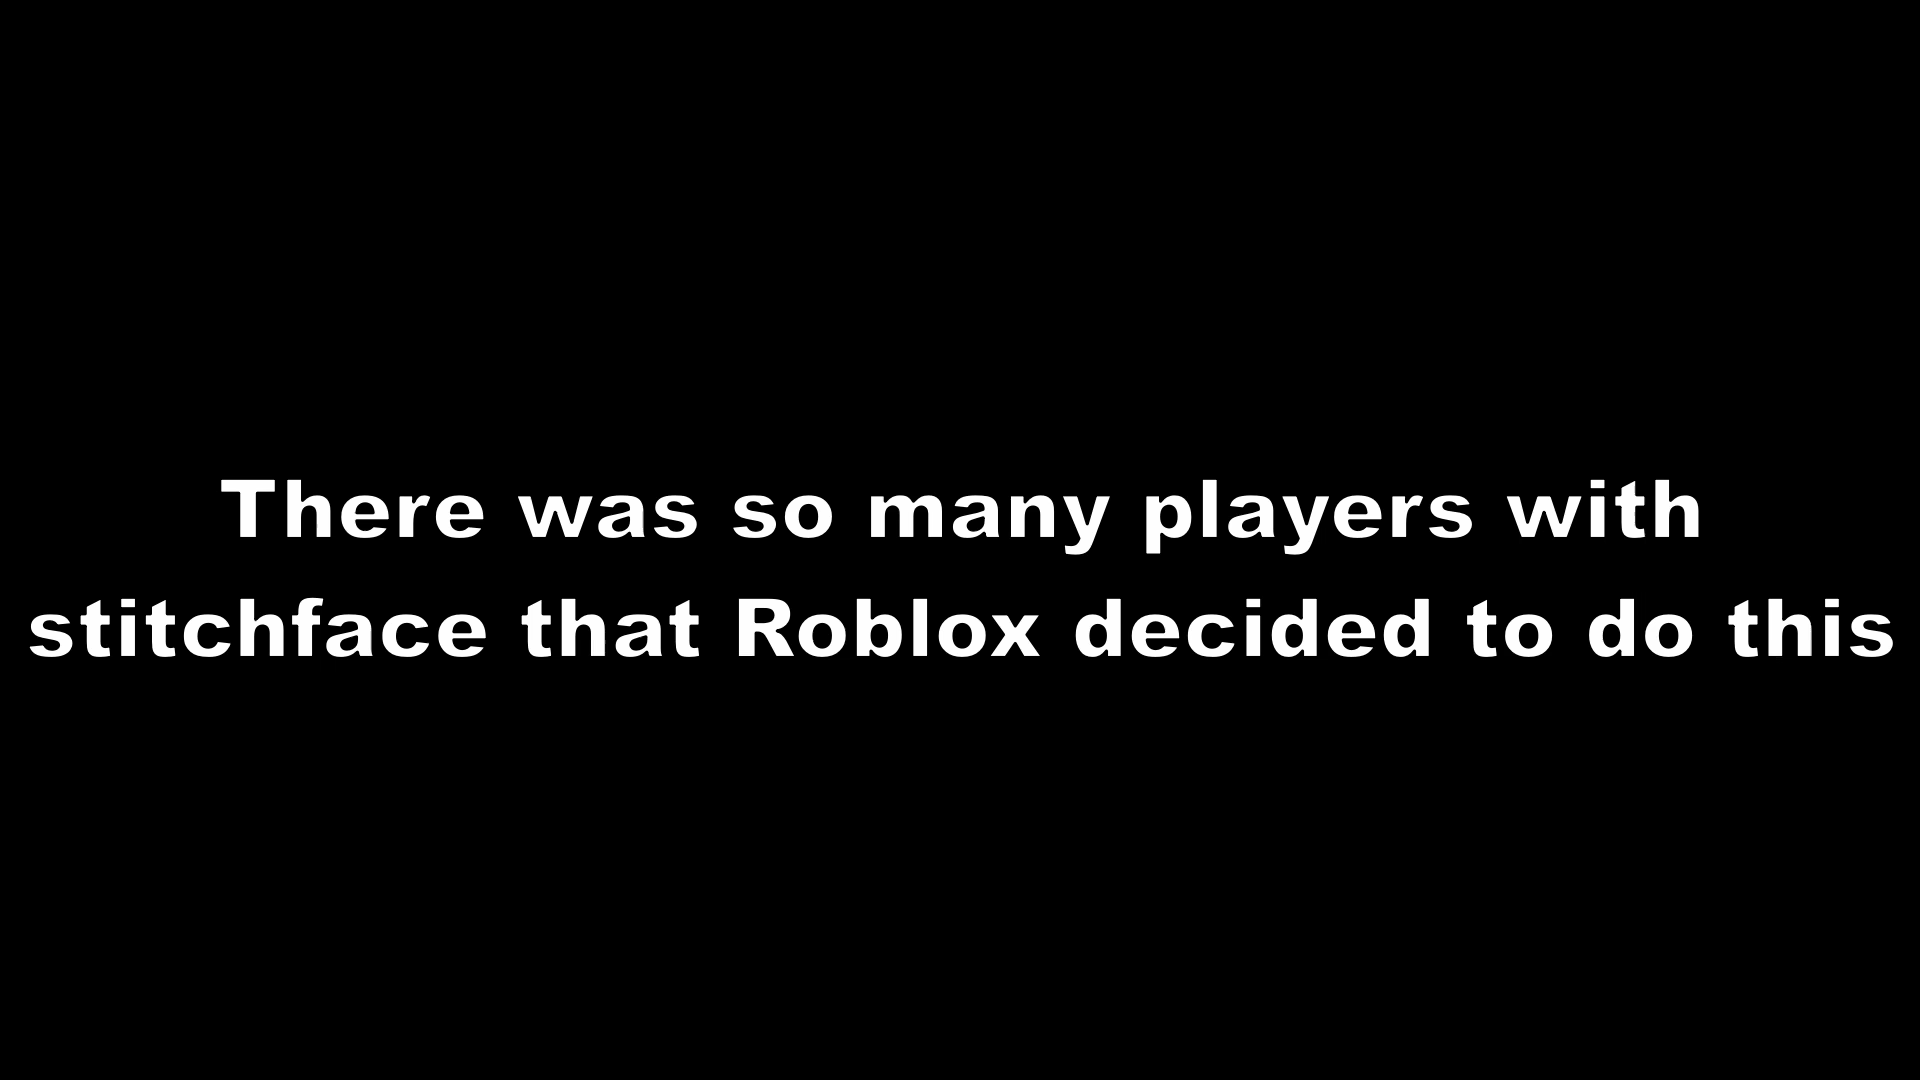 There was so many players with
stitchface that Roblox decided to do this